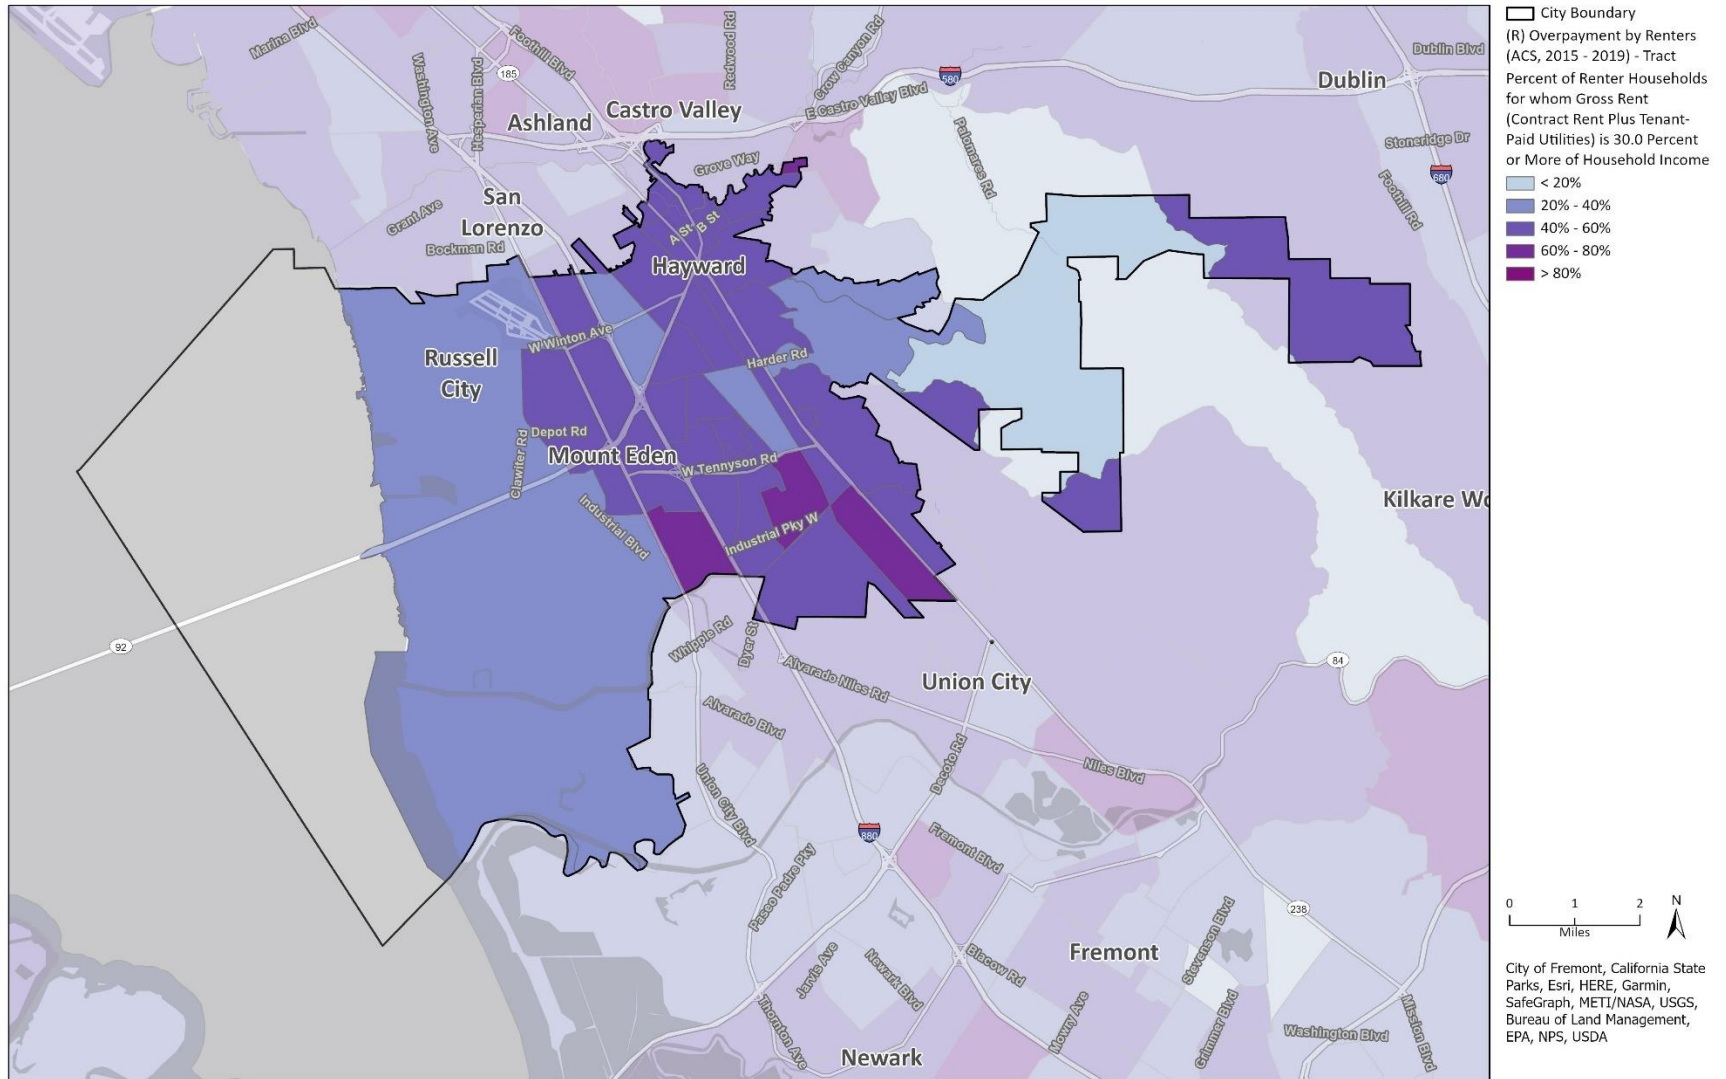 Marina Blvd
Washington Ave
Hesperian Blvd
Foothill Blvd
185
Redwood Rd
Crow Canyon Rd
580
E Castro Valley Blvd
Dublin
Dublin Blvd
Stoneridge Dr
680
Foothill Rd
Castro Valley
Ashland
Grove Way
Palomares Rd
San
Lorenzo
Grant Ave
Bockman Rd
A St
B St
Hayward
W Winton Ave
Russell
City
Harder Rd
Depot Rd
Mount Eden
Clawiter Rd
W Tennyson Rd
Industrial Blvd
Industrial Pky W
Kilkare Wo
92
Whipple Rd
Dyer St
Alvarado Niles Rd
Union City
84
Alvarado Blvd
Union City Blvd
Decoto Rd
Niles Blvd
880
Fremont Blvd
Paseo Padre Pky
238
Stevenson Blvd
Fremont
Blacow Rd
Jarvis Ave
Newark Blvd
Thornton Ave
Mowry Ave
Grimmer Blvd
Washington Blvd
Mission Blvd
Newark
City Boundary
(R) Overpayment by Renters
(ACS, 2015 - 2019) - Tract
Percent of Renter Households
for whom Gross Rent
(Contract Rent Plus Tenant-
Paid Utilities) is 30.0 Percent
or More of Household Income
< 20%
20% - 40%
40% - 60%
60% - 80%
> 80%
0 1 2
Miles
N
City of Fremont, California State
Parks, Esri, HERE, Garmin,
SafeGraph, METI/NASA, USGS,
Bureau of Land Management,
EPA, NPS, USDA